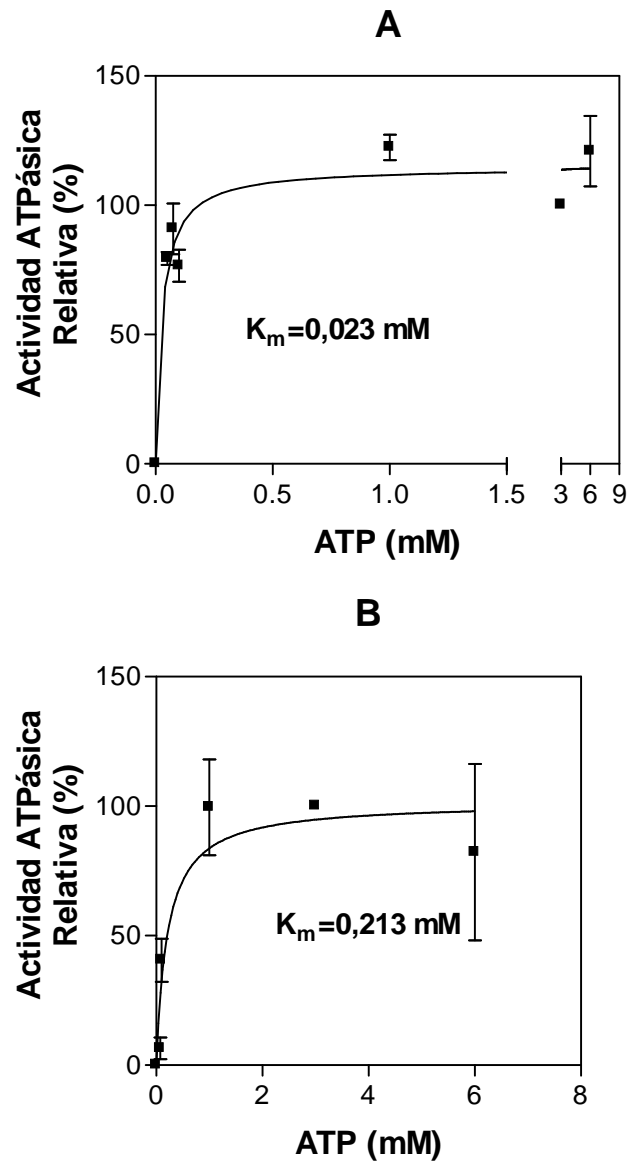 A
Actividad ATPásica
Relativa (%)
150
100
50
0
K_m=0,023 mM
0.0 0.5 1.0 1.5 3 6 9
ATP (mM)
B
Actividad ATPásica
Relativa (%)
150
100
50
0
K_m=0,213 mM
0 2 4 6 8
ATP (mM)